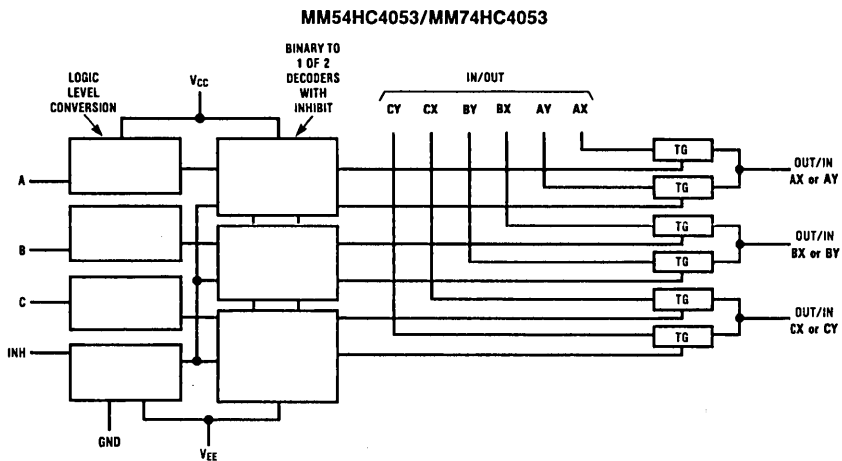 MM54HC4053/MM74HC4053
LOGIC
LEVEL
CONVERSION
VCC
BINARY TO
1 OF 2
DECODERS
WITH
INHIBIT
IN/OUT
CY CX BY BX AY AX
A
B
C
INH
GND
VEE
TG
TG
TG
TG
TG
TG
OUT/IN
AX or AY
OUT/IN
BX or BY
OUT/IN
CX or CY